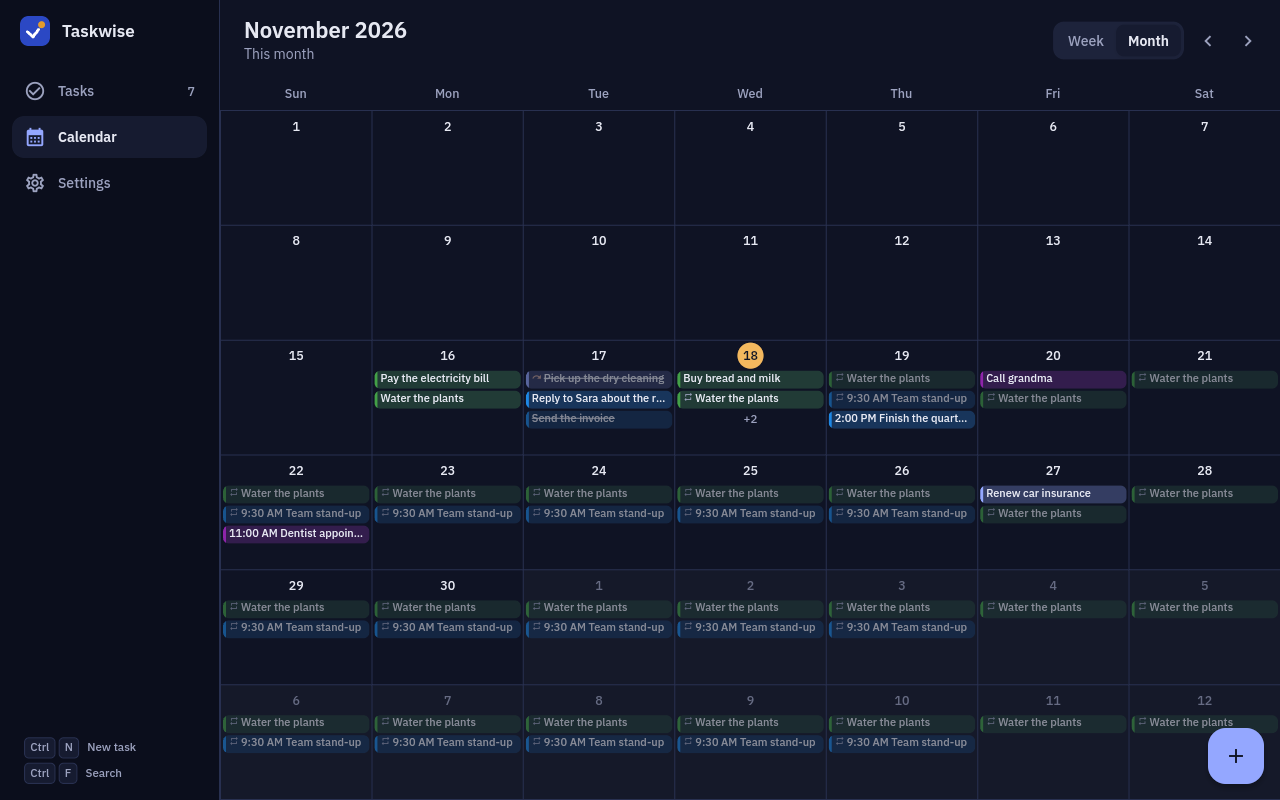 Taskwise
Tasks 7
Calendar
Settings
Ctrl N New task
Ctrl F Search
November 2026
This month
Week Month
Sun Mon Tue Wed Thu Fri Sat
1 2 3 4 5 6 7
8 9 10 11 12 13 14
15 16 17 18 19 20 21
Pay the electricity bill Pick up the dry cleaning Buy bread and milk Water the plants Call grandma Water the plants
Water the plants Reply to Sara about the r... Water the plants 9:30 AM Team stand-up Water the plants
Send the invoice +2 2:00 PM Finish the quart...
22 23 24 25 26 27 28
Water the plants Water the plants Water the plants Water the plants Water the plants Renew car insurance Water the plants
9:30 AM Team stand-up 9:30 AM Team stand-up 9:30 AM Team stand-up 9:30 AM Team stand-up 9:30 AM Team stand-up Water the plants
11:00 AM Dentist appoin...
29 30 1 2 3 4 5
Water the plants Water the plants Water the plants Water the plants Water the plants Water the plants Water the plants
9:30 AM Team stand-up 9:30 AM Team stand-up 9:30 AM Team stand-up 9:30 AM Team stand-up 9:30 AM Team stand-up
6 7 8 9 10 11 12
Water the plants Water the plants Water the plants Water the plants Water the plants Water the plants Water the plants
9:30 AM Team stand-up 9:30 AM Team stand-up 9:30 AM Team stand-up 9:30 AM Team stand-up 9:30 AM Team stand-up